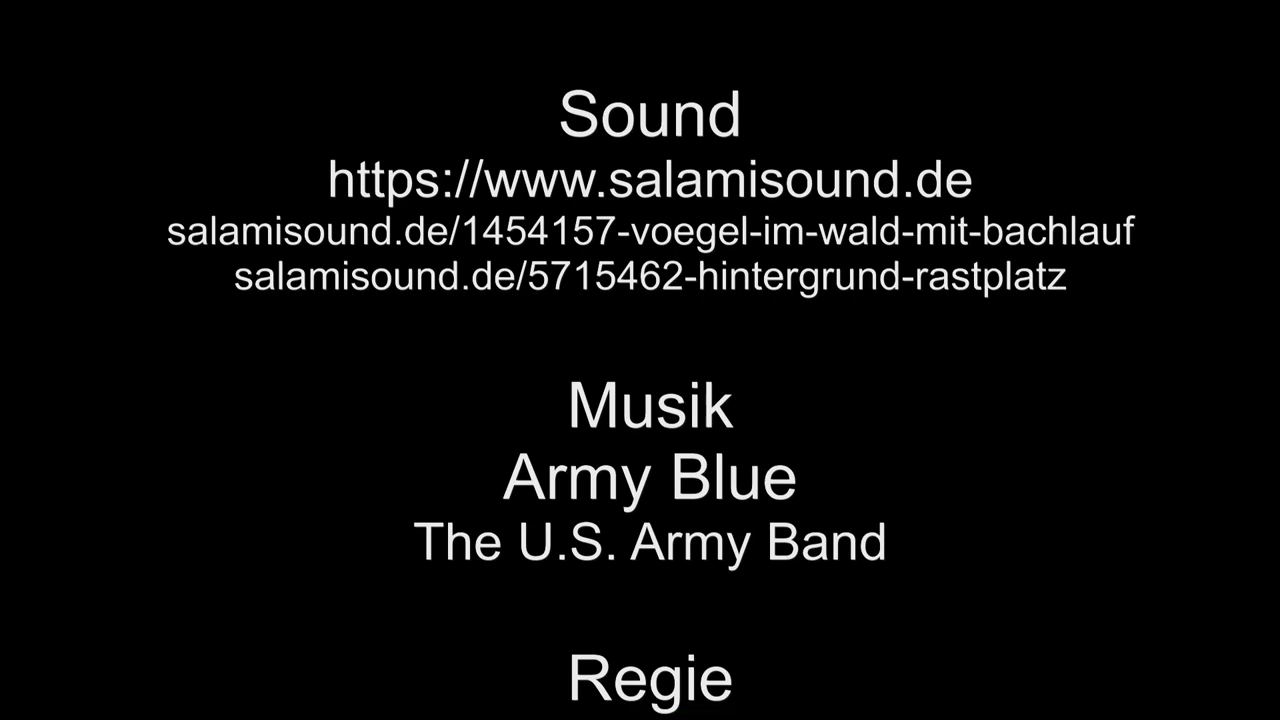 Sound
https://www.salamisound.de
salamisound.de/1454157-voegel-im-wald-mit-bachlauf
salamisound.de/5715462-hintergrund-rastplatz
Musik
Army Blue
The U.S. Army Band
Regie